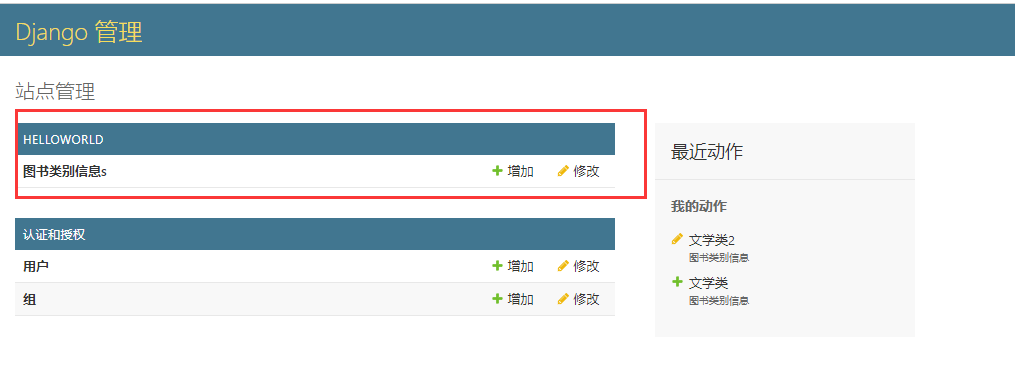 Django 管理
站点管理
HELLOWORLD
图书类别信息s 增加 修改
认证和授权
用户 增加 修改
组 增加 修改
最近动作
我的动作
文学类2
图书类别信息
文学类
图书类别信息